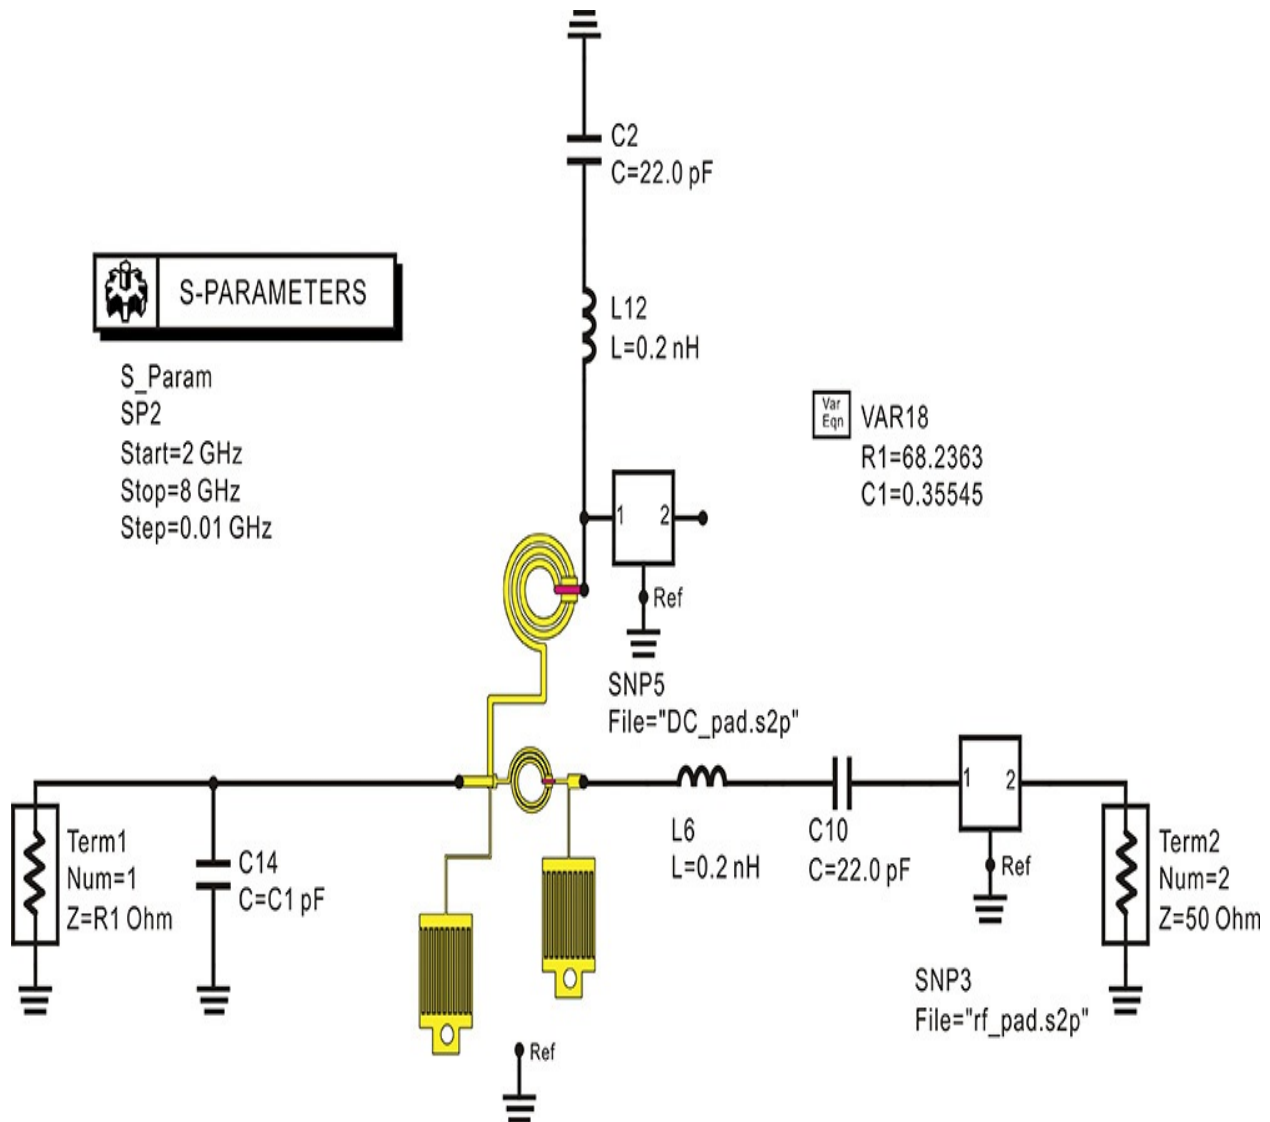 C2
C=22.0 pF
S-PARAMETERS
L12
L=0.2 nH
S_Param
SP2
Start=2 GHz
Stop=8 GHz
Step=0.01 GHz
Var
Eqn
VAR18
R1=68.2363
C1=0.35545
1 2
Ref
SNP5
File="DC_pad.s2p"
1 2
Term1
Num=1
Z=R1 Ohm
C14
C=C1 pF
L6
L=0.2 nH
C10
C=22.0 pF
Ref
Term2
Num=2
Z=50 Ohm
SNP3
File="rf_pad.s2p"
Ref